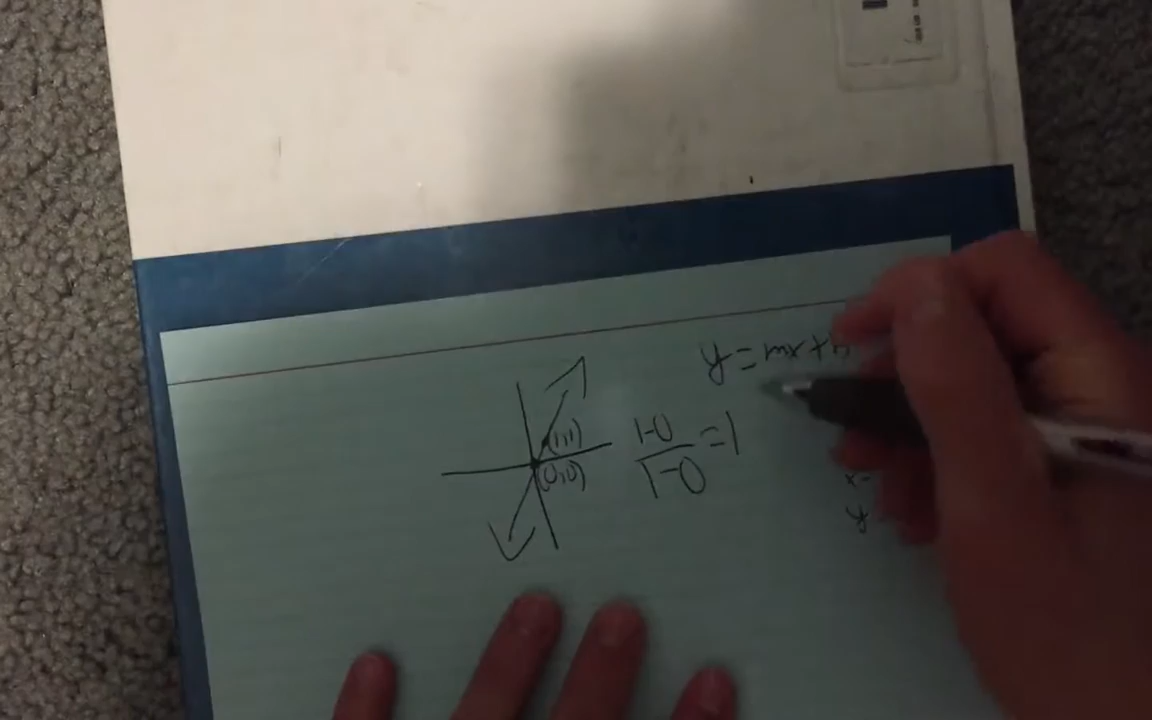 y=mx+b
(1,1)
(0,0)
1-0
1-0
=1
x-
y